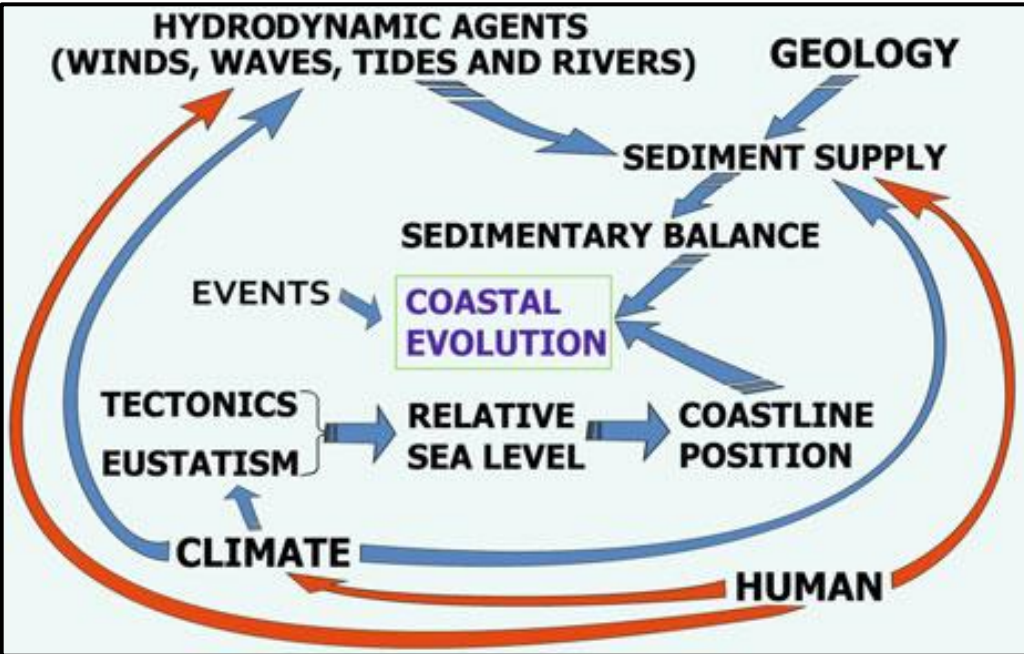 HYDRODYNAMIC AGENTS
(WINDS, WAVES, TIDES AND RIVERS)
GEOLOGY
SEDIMENT SUPPLY
SEDIMENTARY BALANCE
EVENTS
COASTAL
EVOLUTION
TECTONICS
EUSTATISM
RELATIVE
SEA LEVEL
COASTLINE
POSITION
CLIMATE
HUMAN